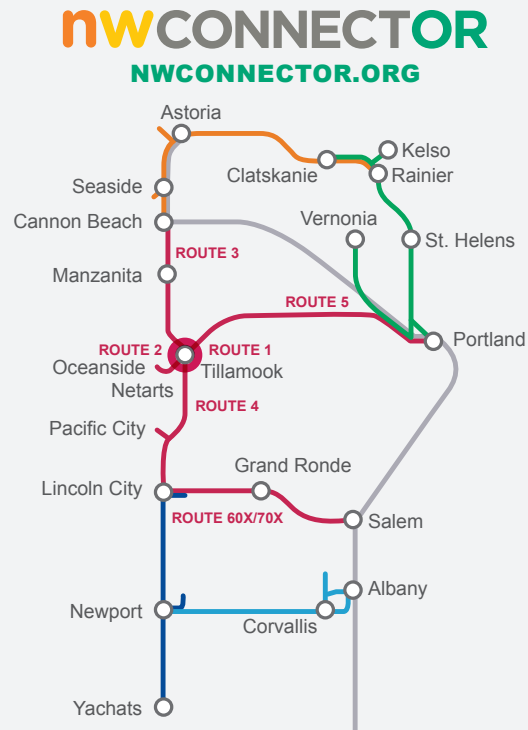 nwCONNECTOR
NWCONNECTOR.ORG
Astoria
Kelso
Clatskanie
Rainier
Seaside
Vernonia
Cannon Beach
St. Helens
ROUTE 3
Manzanita
ROUTE 5
Portland
ROUTE 2
ROUTE 1
Oceanside
Tillamook
Netarts
ROUTE 4
Pacific City
Grand Ronde
Lincoln City
ROUTE 60X/70X
Salem
Albany
Newport
Corvallis
Yachats